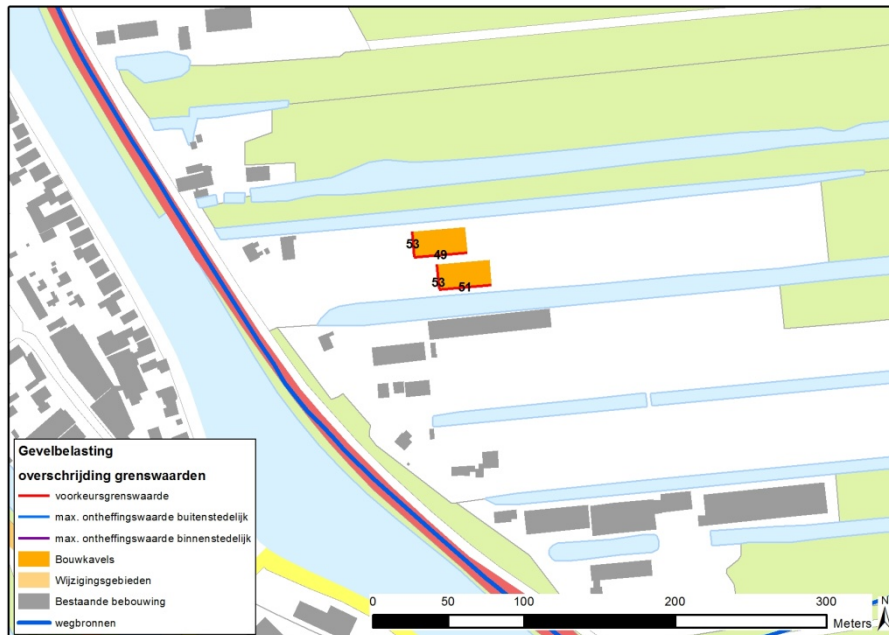 53
49
53
51
Gevelbelasting
overschrijding grenswaarden
voorkeursgrenswaarde
max. ontheffingswaarde buitenstedelijk
max. ontheffingswaarde binnenstedelijk
Bouwkavels
Wijzigingsgebieden
Bestaande bebouwing
wegbronnen
0 50 100 200 300
Meters
N